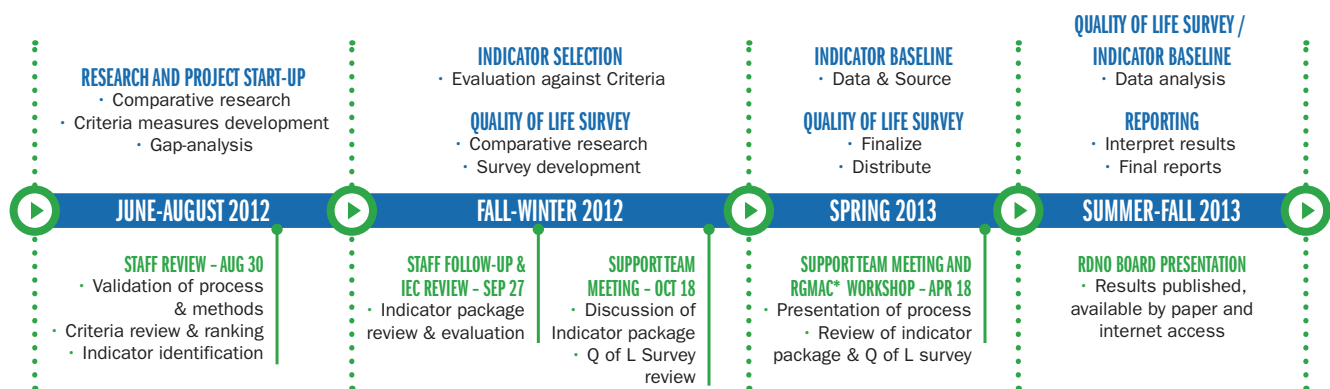 RESEARCH AND PROJECT START-UP
· Comparative research
· Criteria measures development
· Gap-analysis
INDICATOR SELECTION
· Evaluation against Criteria
QUALITY OF LIFE SURVEY
· Comparative research
· Survey development
INDICATOR BASELINE
· Data & Source
QUALITY OF LIFE SURVEY
· Finalize
· Distribute
QUALITY OF LIFE SURVEY /
INDICATOR BASELINE
· Data analysis
REPORTING
· Interpret results
· Final reports
JUNE-AUGUST 2012
FALL-WINTER 2012
SPRING 2013
SUMMER-FALL 2013
STAFF REVIEW – AUG 30
· Validation of process
& methods
· Criteria review & ranking
· Indicator identification
STAFF FOLLOW-UP &
IEC REVIEW – SEP 27
· Indicator package
review & evaluation
SUPPORT TEAM
MEETING – OCT 18
· Discussion of
Indicator package
· Q of L Survey
review
SUPPORT TEAM MEETING AND
RGMAC* WORKSHOP – APR 18
· Presentation of process
· Review of indicator
package & Q of L survey
RDNO BOARD PRESENTATION
· Results published,
available by paper and
internet access